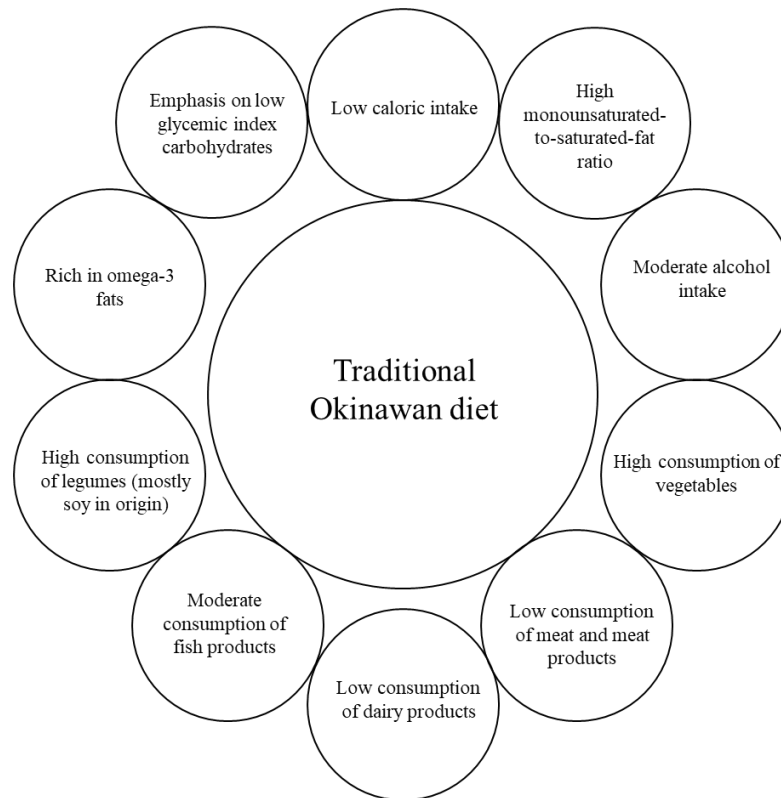 Low caloric intake
High
monounsaturated-
to-saturated-fat
ratio
Moderate alcohol
intake
High consumption of
vegetables
Low consumption
of meat and meat
products
Low consumption
of dairy products
Moderate
consumption of
fish products
High consumption
of legumes (mostly
soy in origin)
Rich in omega-3
fats
Emphasis on low
glycemic index
carbohydrates
Traditional
Okinawan diet